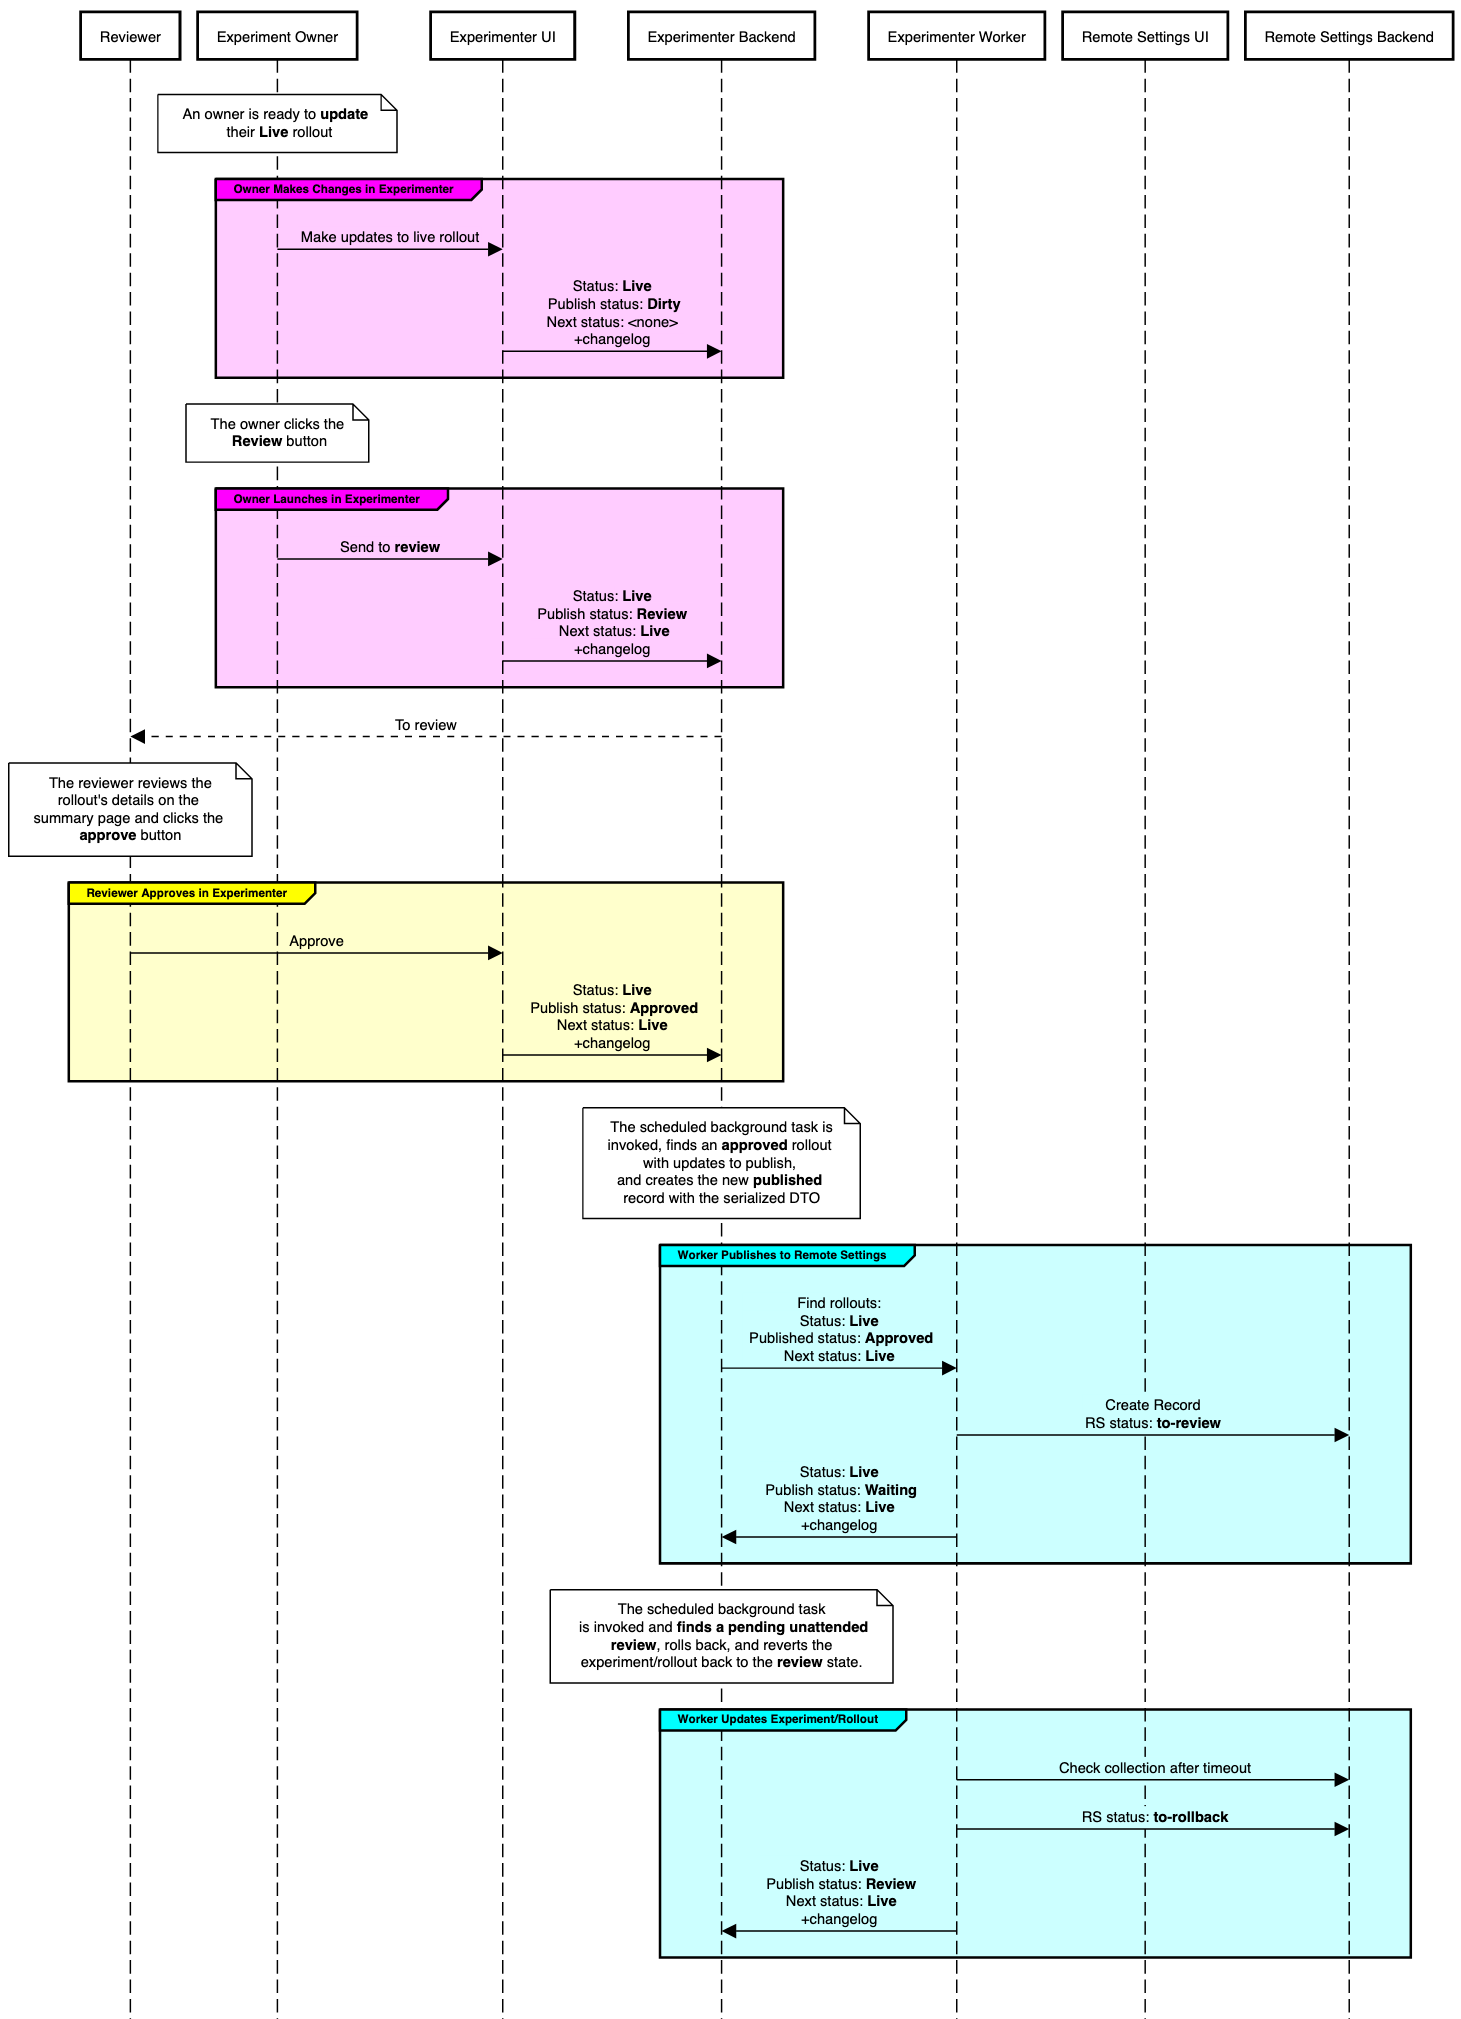 Reviewer
Experiment Owner
Experimenter UI
Experimenter Backend
Experimenter Worker
Remote Settings UI
Remote Settings Backend
An owner is ready to update
their Live rollout
Owner Makes Changes in Experimenter
Make updates to live rollout
Status: Live
Publish status: Dirty
Next status: <none>
+changelog
The owner clicks the
Review button
Owner Launches in Experimenter
Send to review
Status: Live
Publish status: Review
Next status: Live
+changelog
To review
The reviewer reviews the
rollout's details on the
summary page and clicks the
approve button
Reviewer Approves in Experimenter
Approve
Status: Live
Publish status: Approved
Next status: Live
+changelog
The scheduled background task is
invoked, finds an approved rollout
with updates to publish,
and creates the new published
record with the serialized DTO
Worker Publishes to Remote Settings
Find rollouts:
Status: Live
Published status: Approved
Next status: Live
Create Record
RS status: to-review
Status: Live
Publish status: Waiting
Next status: Live
+changelog
The scheduled background task
is invoked and finds a pending unattended
review, rolls back, and reverts the
experiment/rollout back to the review state.
Worker Updates Experiment/Rollout
Check collection after timeout
RS status: to-rollback
Status: Live
Publish status: Review
Next status: Live
+changelog